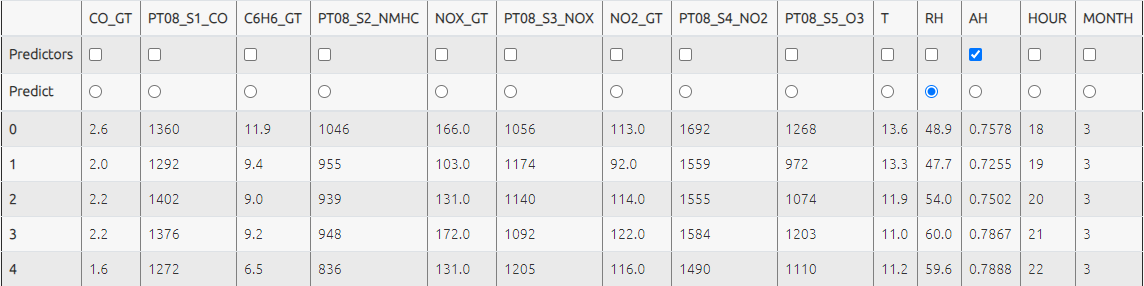 CO_GT PT08_S1_CO C6H6_GT PT08_S2_NMHC NOX_GT PT08_S3_NOX NO2_GT PT08_S4_NO2 PT08_S5_O3 T RH AH HOUR MONTH
Predictors
Predict
0 2.6 1360 11.9 1046 166.0 1056 113.0 1692 1268 13.6 48.9 0.7578 18 3
1 2.0 1292 9.4 955 103.0 1174 92.0 1559 972 13.3 47.7 0.7255 19 3
2 2.2 1402 9.0 939 131.0 1140 114.0 1555 1074 11.9 54.0 0.7502 20 3
3 2.2 1376 9.2 948 172.0 1092 122.0 1584 1203 11.0 60.0 0.7867 21 3
4 1.6 1272 6.5 836 131.0 1205 116.0 1490 1110 11.2 59.6 0.7888 22 3